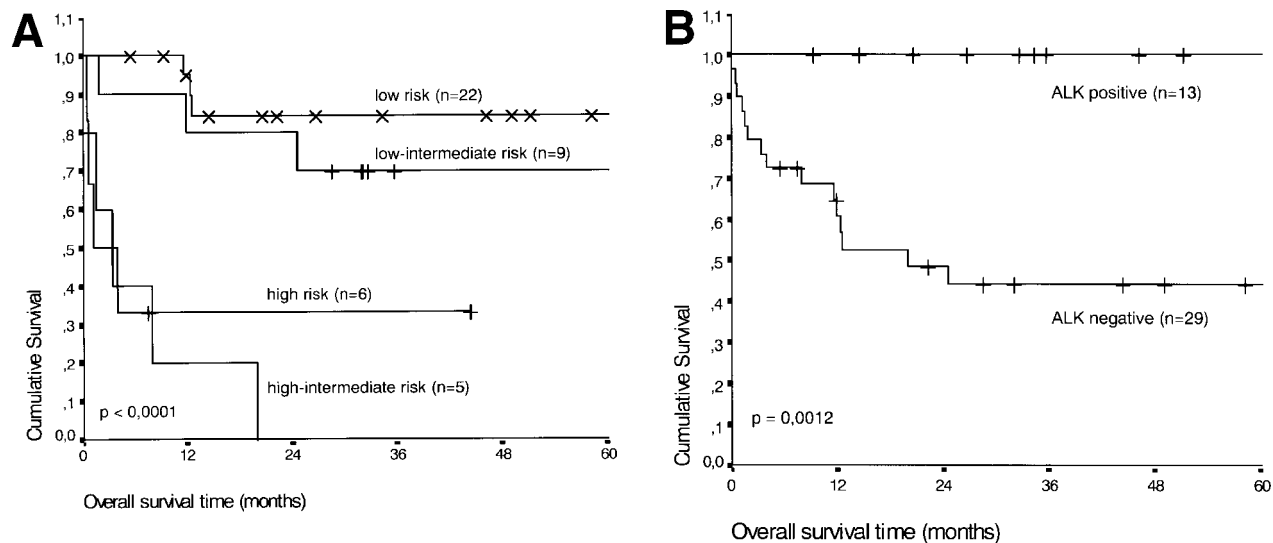 A
1,1
1,0
,9
,8
,7
,6
,5
,4
,3
,2
,1
0,0
Cumulative Survival
low risk (n=22)
low-intermediate risk (n=9)
high risk (n=6)
high-intermediate risk (n=5)
p < 0,0001
0 12 24 36 48 60
Overall survival time (months)
B
1,1
1,0
,9
,8
,7
,6
,5
,4
,3
,2
,1
0,0
Cumulative Survival
ALK positive (n=13)
ALK negative (n=29)
p = 0,0012
0 12 24 36 48 60
Overall survival time (months)